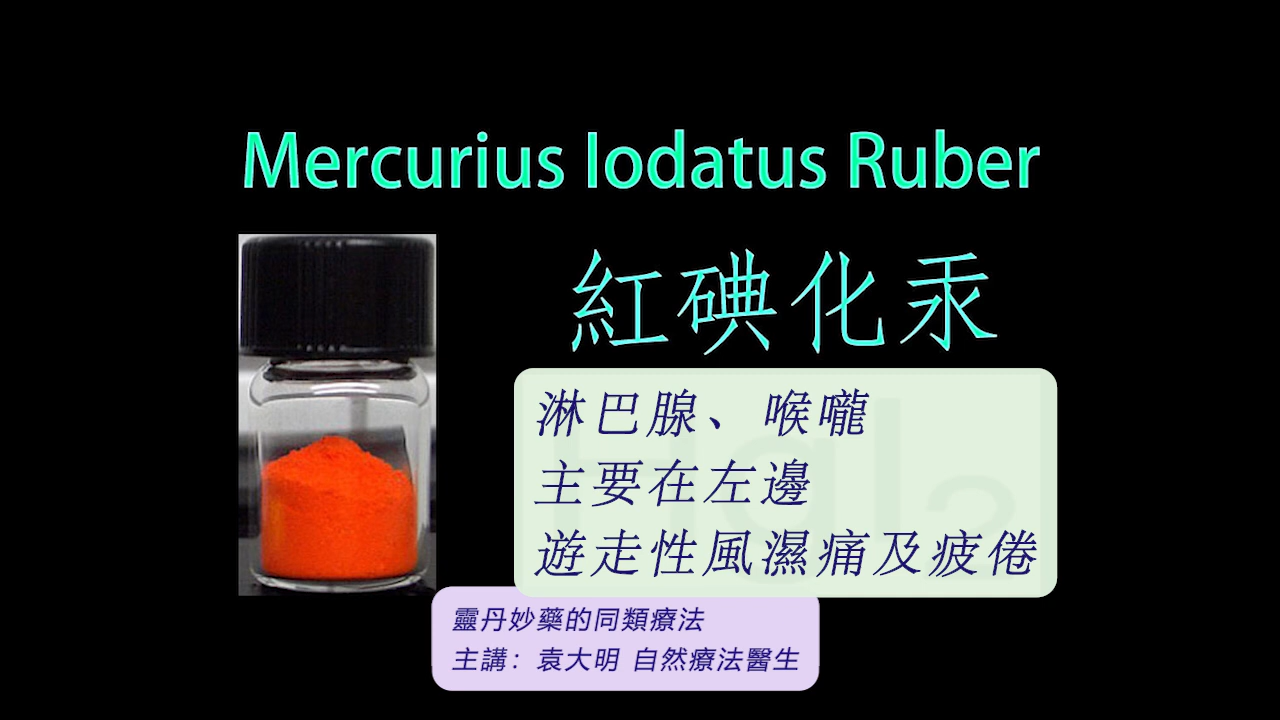 Mercurius Iodatus Ruber
紅碘化汞
淋巴腺、喉嚨
主要在左邊
遊走性風濕痛及疲倦
HgI₂
靈丹妙藥的同類療法
主講：袁大明 自然療法醫生